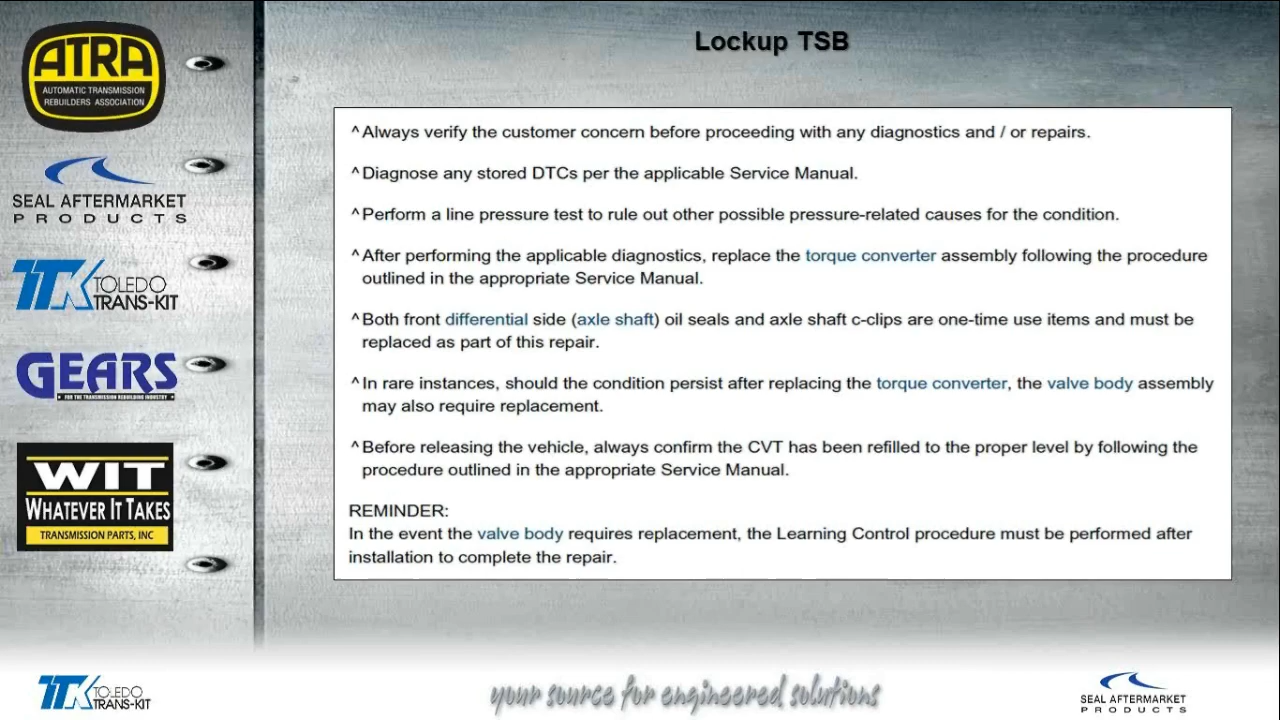 Lockup TSB
ATRA
AUTOMATIC TRANSMISSION
REBUILDERS ASSOCIATION
SEAL AFTERMARKET
PRODUCTS
TTK TOLEDO
TRANS-KIT
GEARS
FOR THE TRANSMISSION REBUILDING INDUSTRY
WIT
WHATEVER IT TAKES
TRANSMISSION PARTS, INC
^ Always verify the customer concern before proceeding with any diagnostics and / or repairs.
^ Diagnose any stored DTCs per the applicable Service Manual.
^ Perform a line pressure test to rule out other possible pressure-related causes for the condition.
^ After performing the applicable diagnostics, replace the torque converter assembly following the procedure
outlined in the appropriate Service Manual.
^ Both front differential side (axle shaft) oil seals and axle shaft c-clips are one-time use items and must be
replaced as part of this repair.
^ In rare instances, should the condition persist after replacing the torque converter, the valve body assembly
may also require replacement.
^ Before releasing the vehicle, always confirm the CVT has been refilled to the proper level by following the
procedure outlined in the appropriate Service Manual.
REMINDER:
In the event the valve body requires replacement, the Learning Control procedure must be performed after
installation to complete the repair.
TTK TOLEDO
TRANS-KIT
your source for engineered solutions
SEAL AFTERMARKET
PRODUCTS